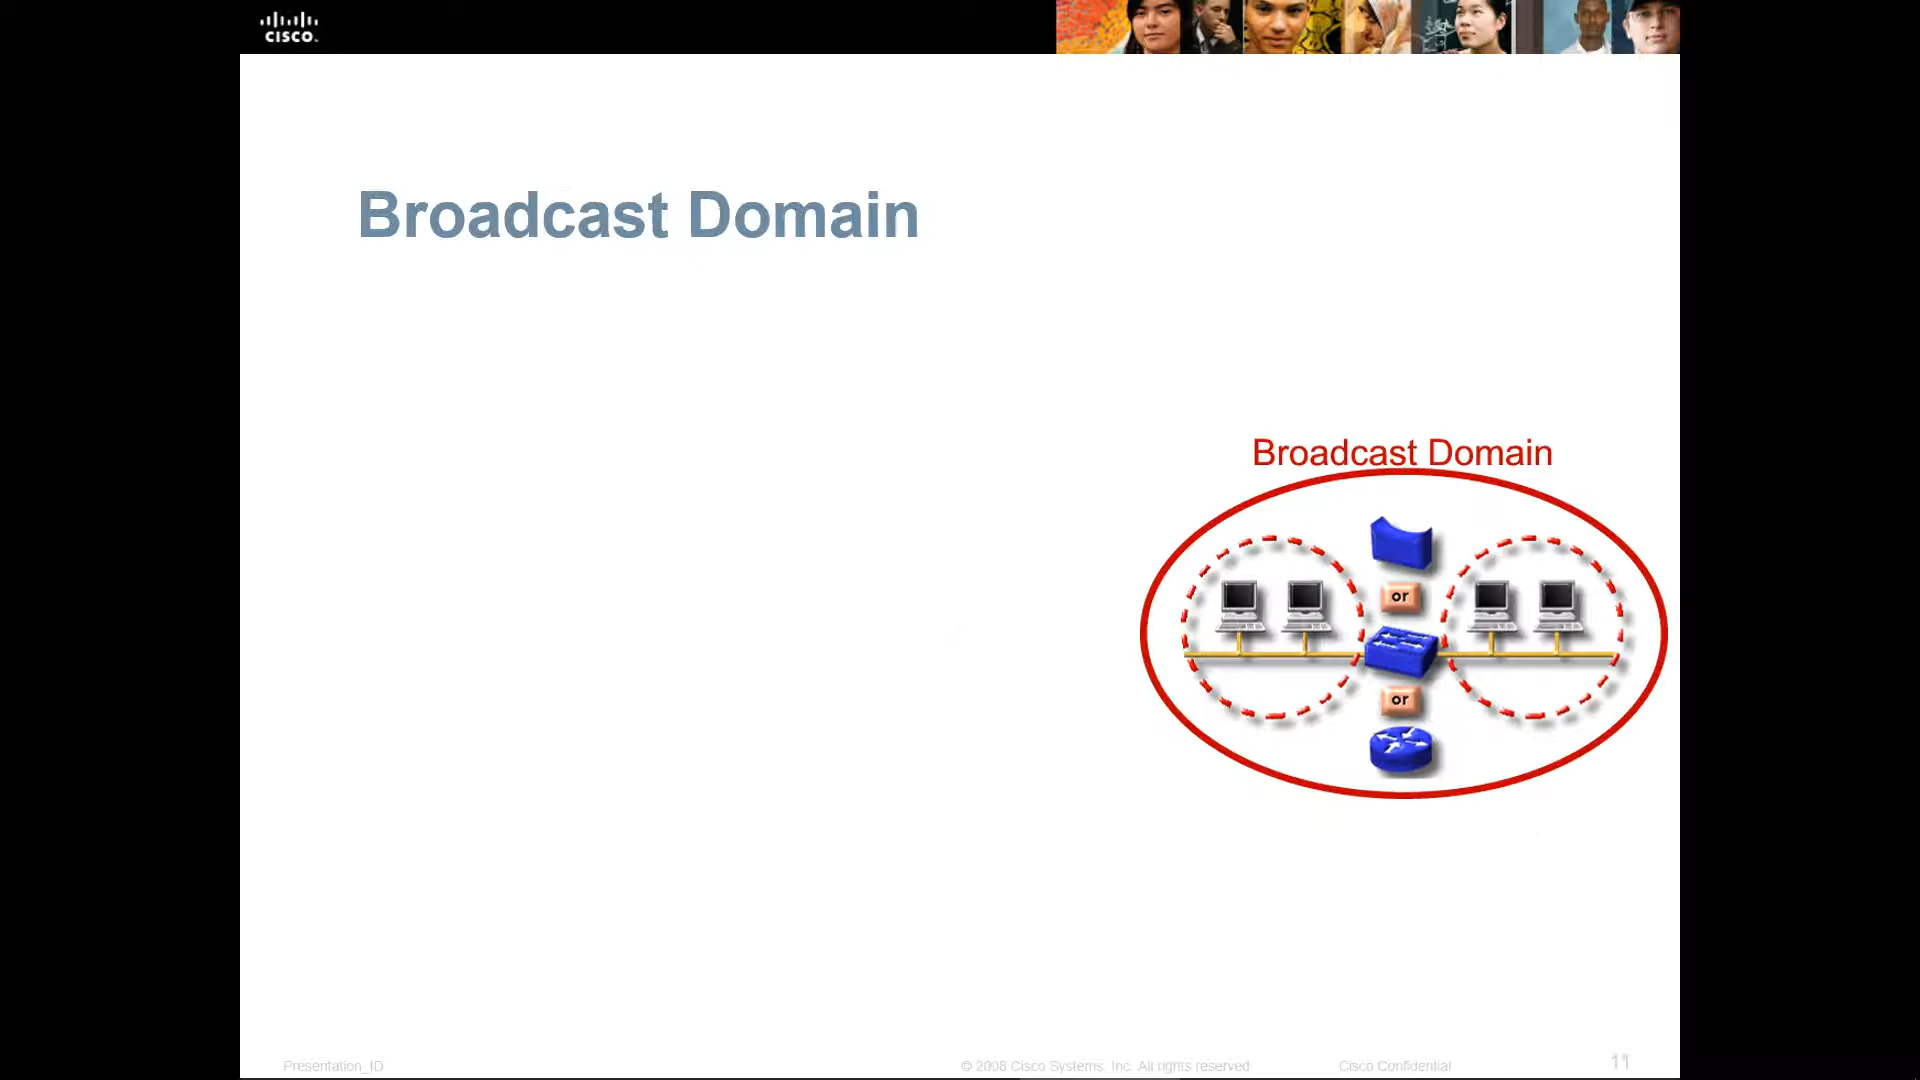 CISCO.
Broadcast Domain
Broadcast Domain
or
or
Presentation_ID
© 2008 Cisco Systems, Inc. All rights reserved
Cisco Confidential
11